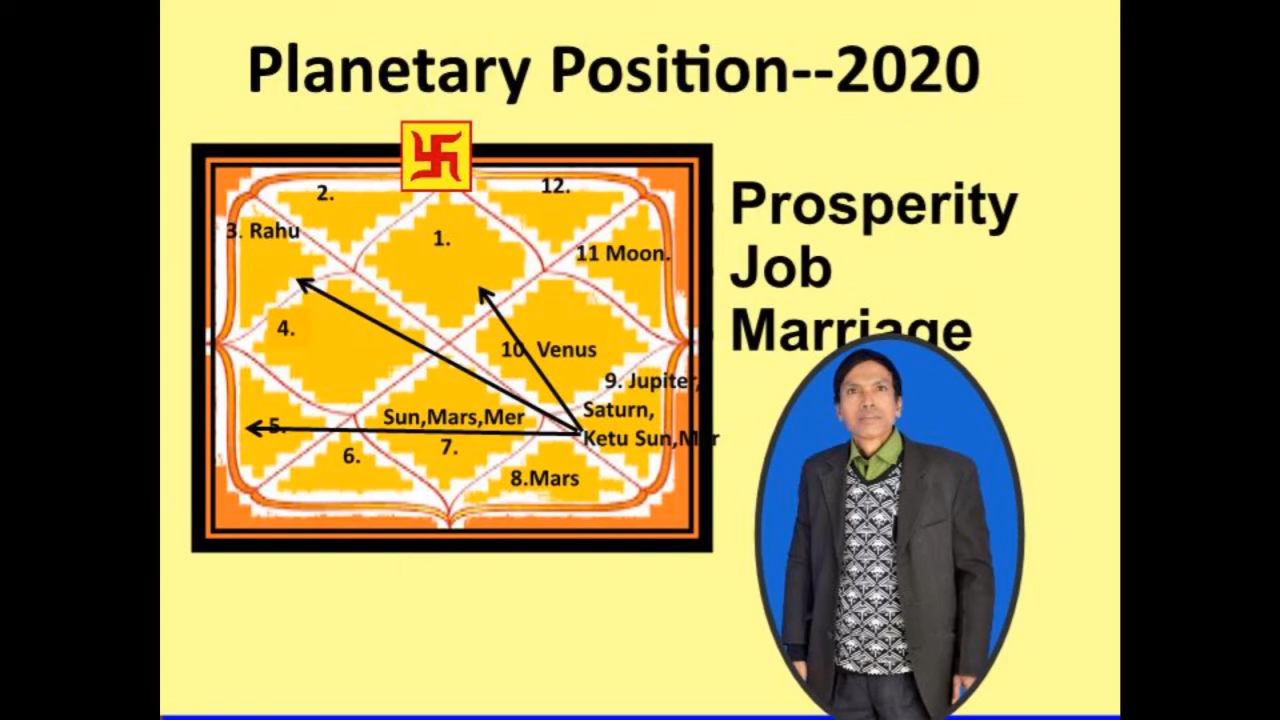 Planetary Position--2020
2.
12.
3. Rahu
1.
11 Moon.
Prosperity
Job
Marriage
4.
10. Venus
9. Jupiter,
Saturn,
Ketu Sun,Mer
5.
Sun,Mars,Mer
7.
6.
8.Mars